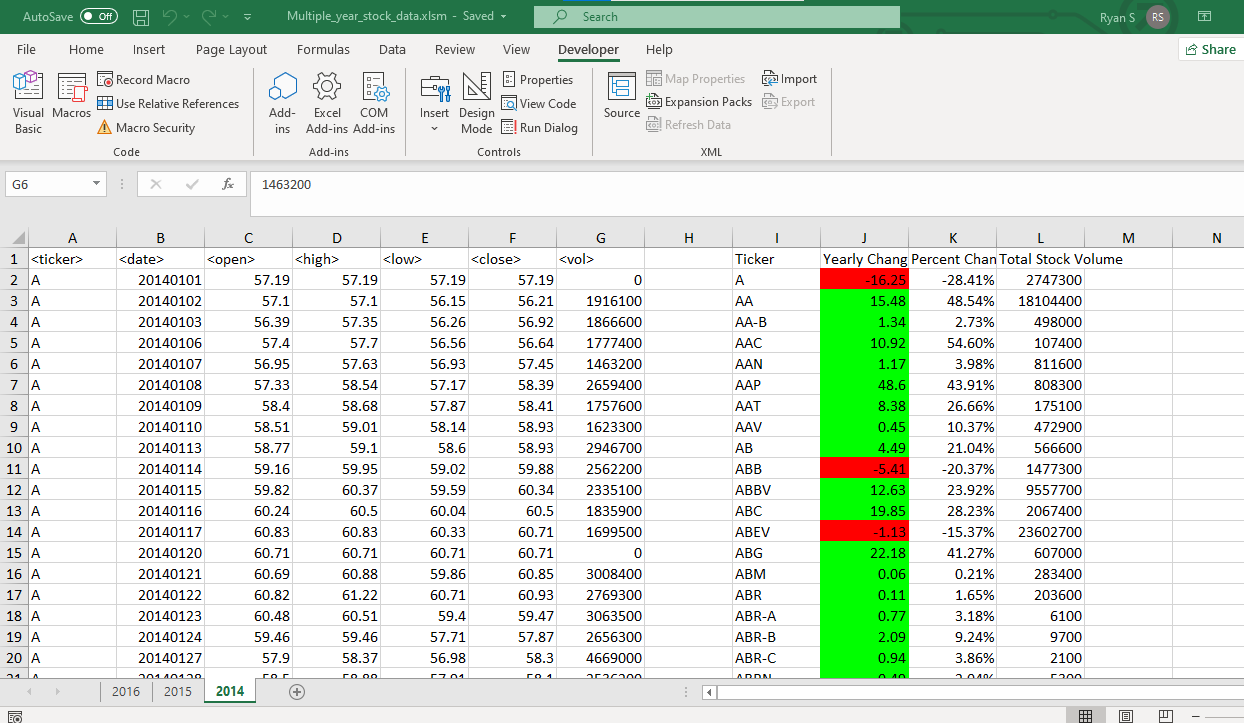 AutoSave Off Multiple_year_stock_data.xlsm - Saved Search Ryan S RS
File Home Insert Page Layout Formulas Data Review View Developer Help Share
Visual Basic Macros Record Macro Use Relative References Macro Security
Add-ins Excel Add-ins COM Add-ins
Insert Design Mode Properties View Code Run Dialog
Source Map Properties Expansion Packs Refresh Data Import Export
Code Add-ins Controls XML
G6 fx 1463200
A B C D E F G H I J K L M N
1 <ticker> <date> <open> <high> <low> <close> <vol> Ticker Yearly Chang Percent Chan Total Stock Volume
2 A 20140101 57.19 57.19 57.19 57.19 0 A -16.25 -28.41% 2747300
3 A 20140102 57.1 57.1 56.15 56.21 1916100 AA 15.48 48.54% 18104400
4 A 20140103 56.39 57.35 56.26 56.92 1866600 AA-B 1.34 2.73% 498000
5 A 20140106 57.4 57.7 56.56 56.64 1777400 AAC 10.92 54.60% 107400
6 A 20140107 56.95 57.63 56.93 57.45 1463200 AAN 1.17 3.98% 811600
7 A 20140108 57.33 58.54 57.17 58.39 2659400 AAP 48.6 43.91% 808300
8 A 20140109 58.4 58.68 57.87 58.41 1757600 AAT 8.38 26.66% 175100
9 A 20140110 58.51 59.01 58.14 58.93 1623300 AAV 0.45 10.37% 472900
10 A 20140113 58.77 59.1 58.6 58.93 2946700 AB 4.49 21.04% 566600
11 A 20140114 59.16 59.95 59.02 59.88 2562200 ABB -5.41 -20.37% 1477300
12 A 20140115 59.82 60.37 59.59 60.34 2335100 ABBV 12.63 23.92% 9557700
13 A 20140116 60.24 60.5 60.04 60.5 1835900 ABC 19.85 28.23% 2067400
14 A 20140117 60.83 60.83 60.33 60.71 1699500 ABEV -1.13 -15.37% 23602700
15 A 20140120 60.71 60.71 60.71 60.71 0 ABG 22.18 41.27% 607000
16 A 20140121 60.69 60.88 59.86 60.85 3008400 ABM 0.06 0.21% 283400
17 A 20140122 60.82 61.22 60.71 60.93 2769300 ABR 0.11 1.65% 203600
18 A 20140123 60.48 60.51 59.4 59.47 3063500 ABR-A 0.77 3.18% 6100
19 A 20140124 59.46 59.46 57.71 57.87 2656300 ABR-B 2.09 9.24% 9700
20 A 20140127 57.9 58.37 56.98 58.3 4669000 ABR-C 0.94 3.86% 2100
2016 2015 2014